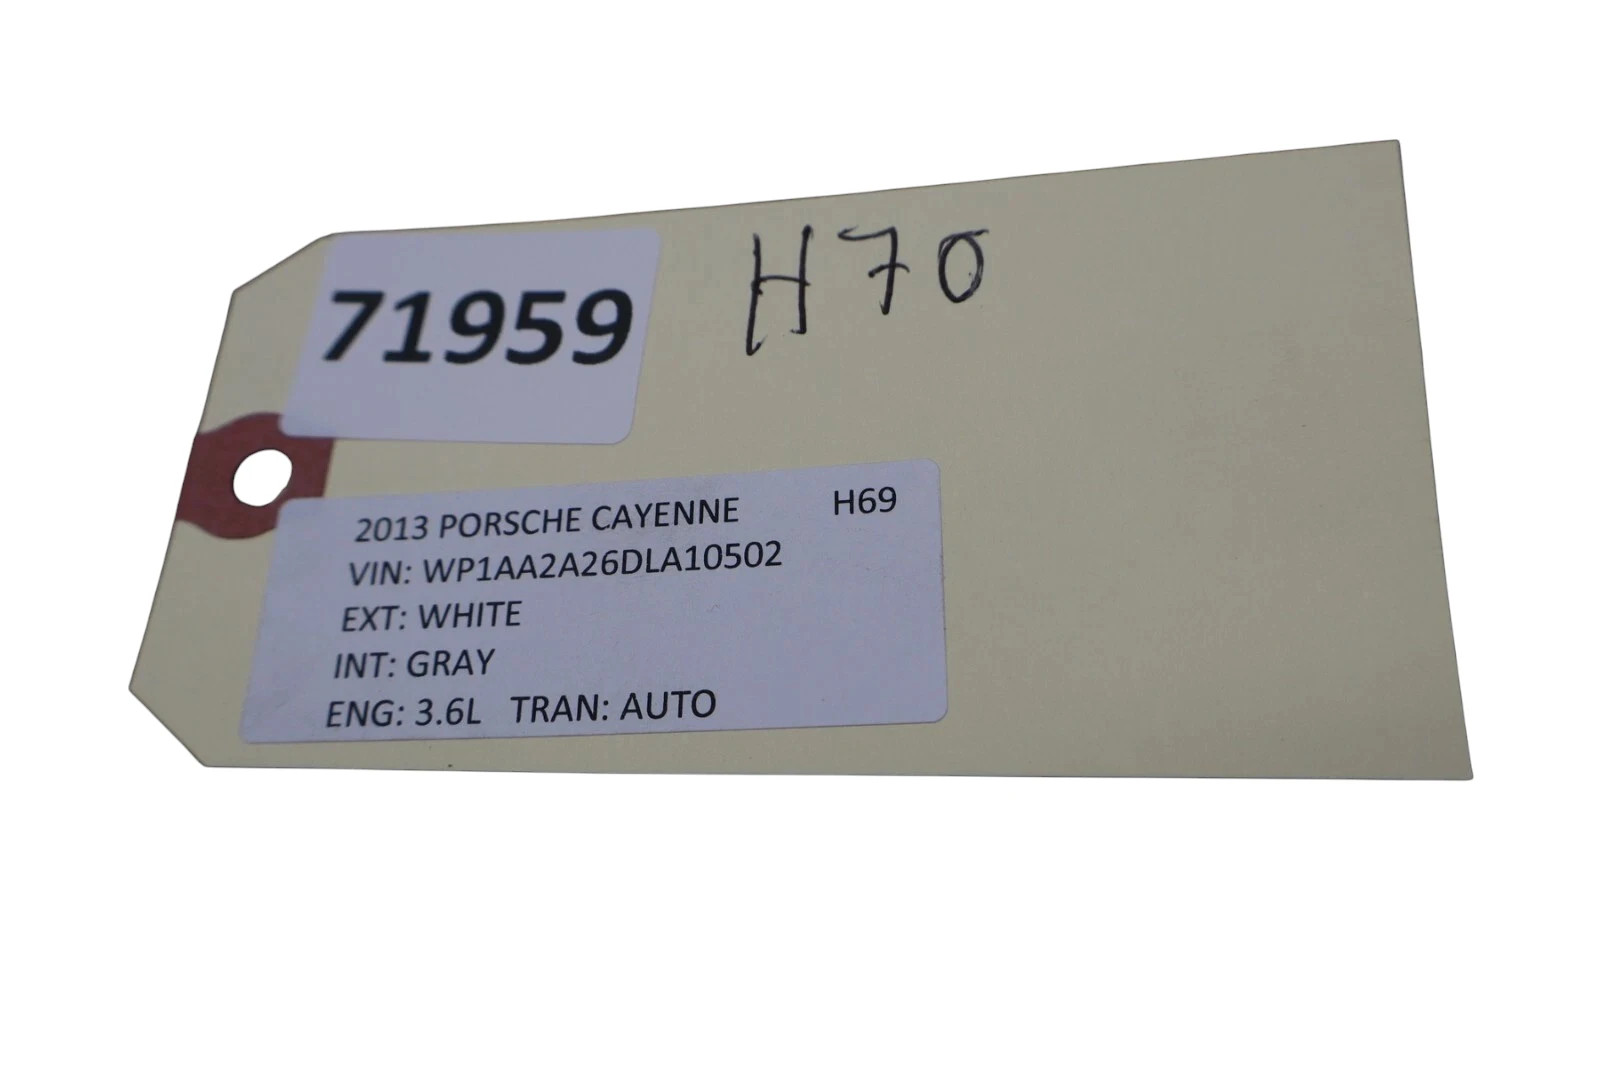 71959
H70
2013 PORSCHE CAYENNE H69
VIN: WP1AA2A26DLA10502
EXT: WHITE
INT: GRAY
ENG: 3.6L TRAN: AUTO